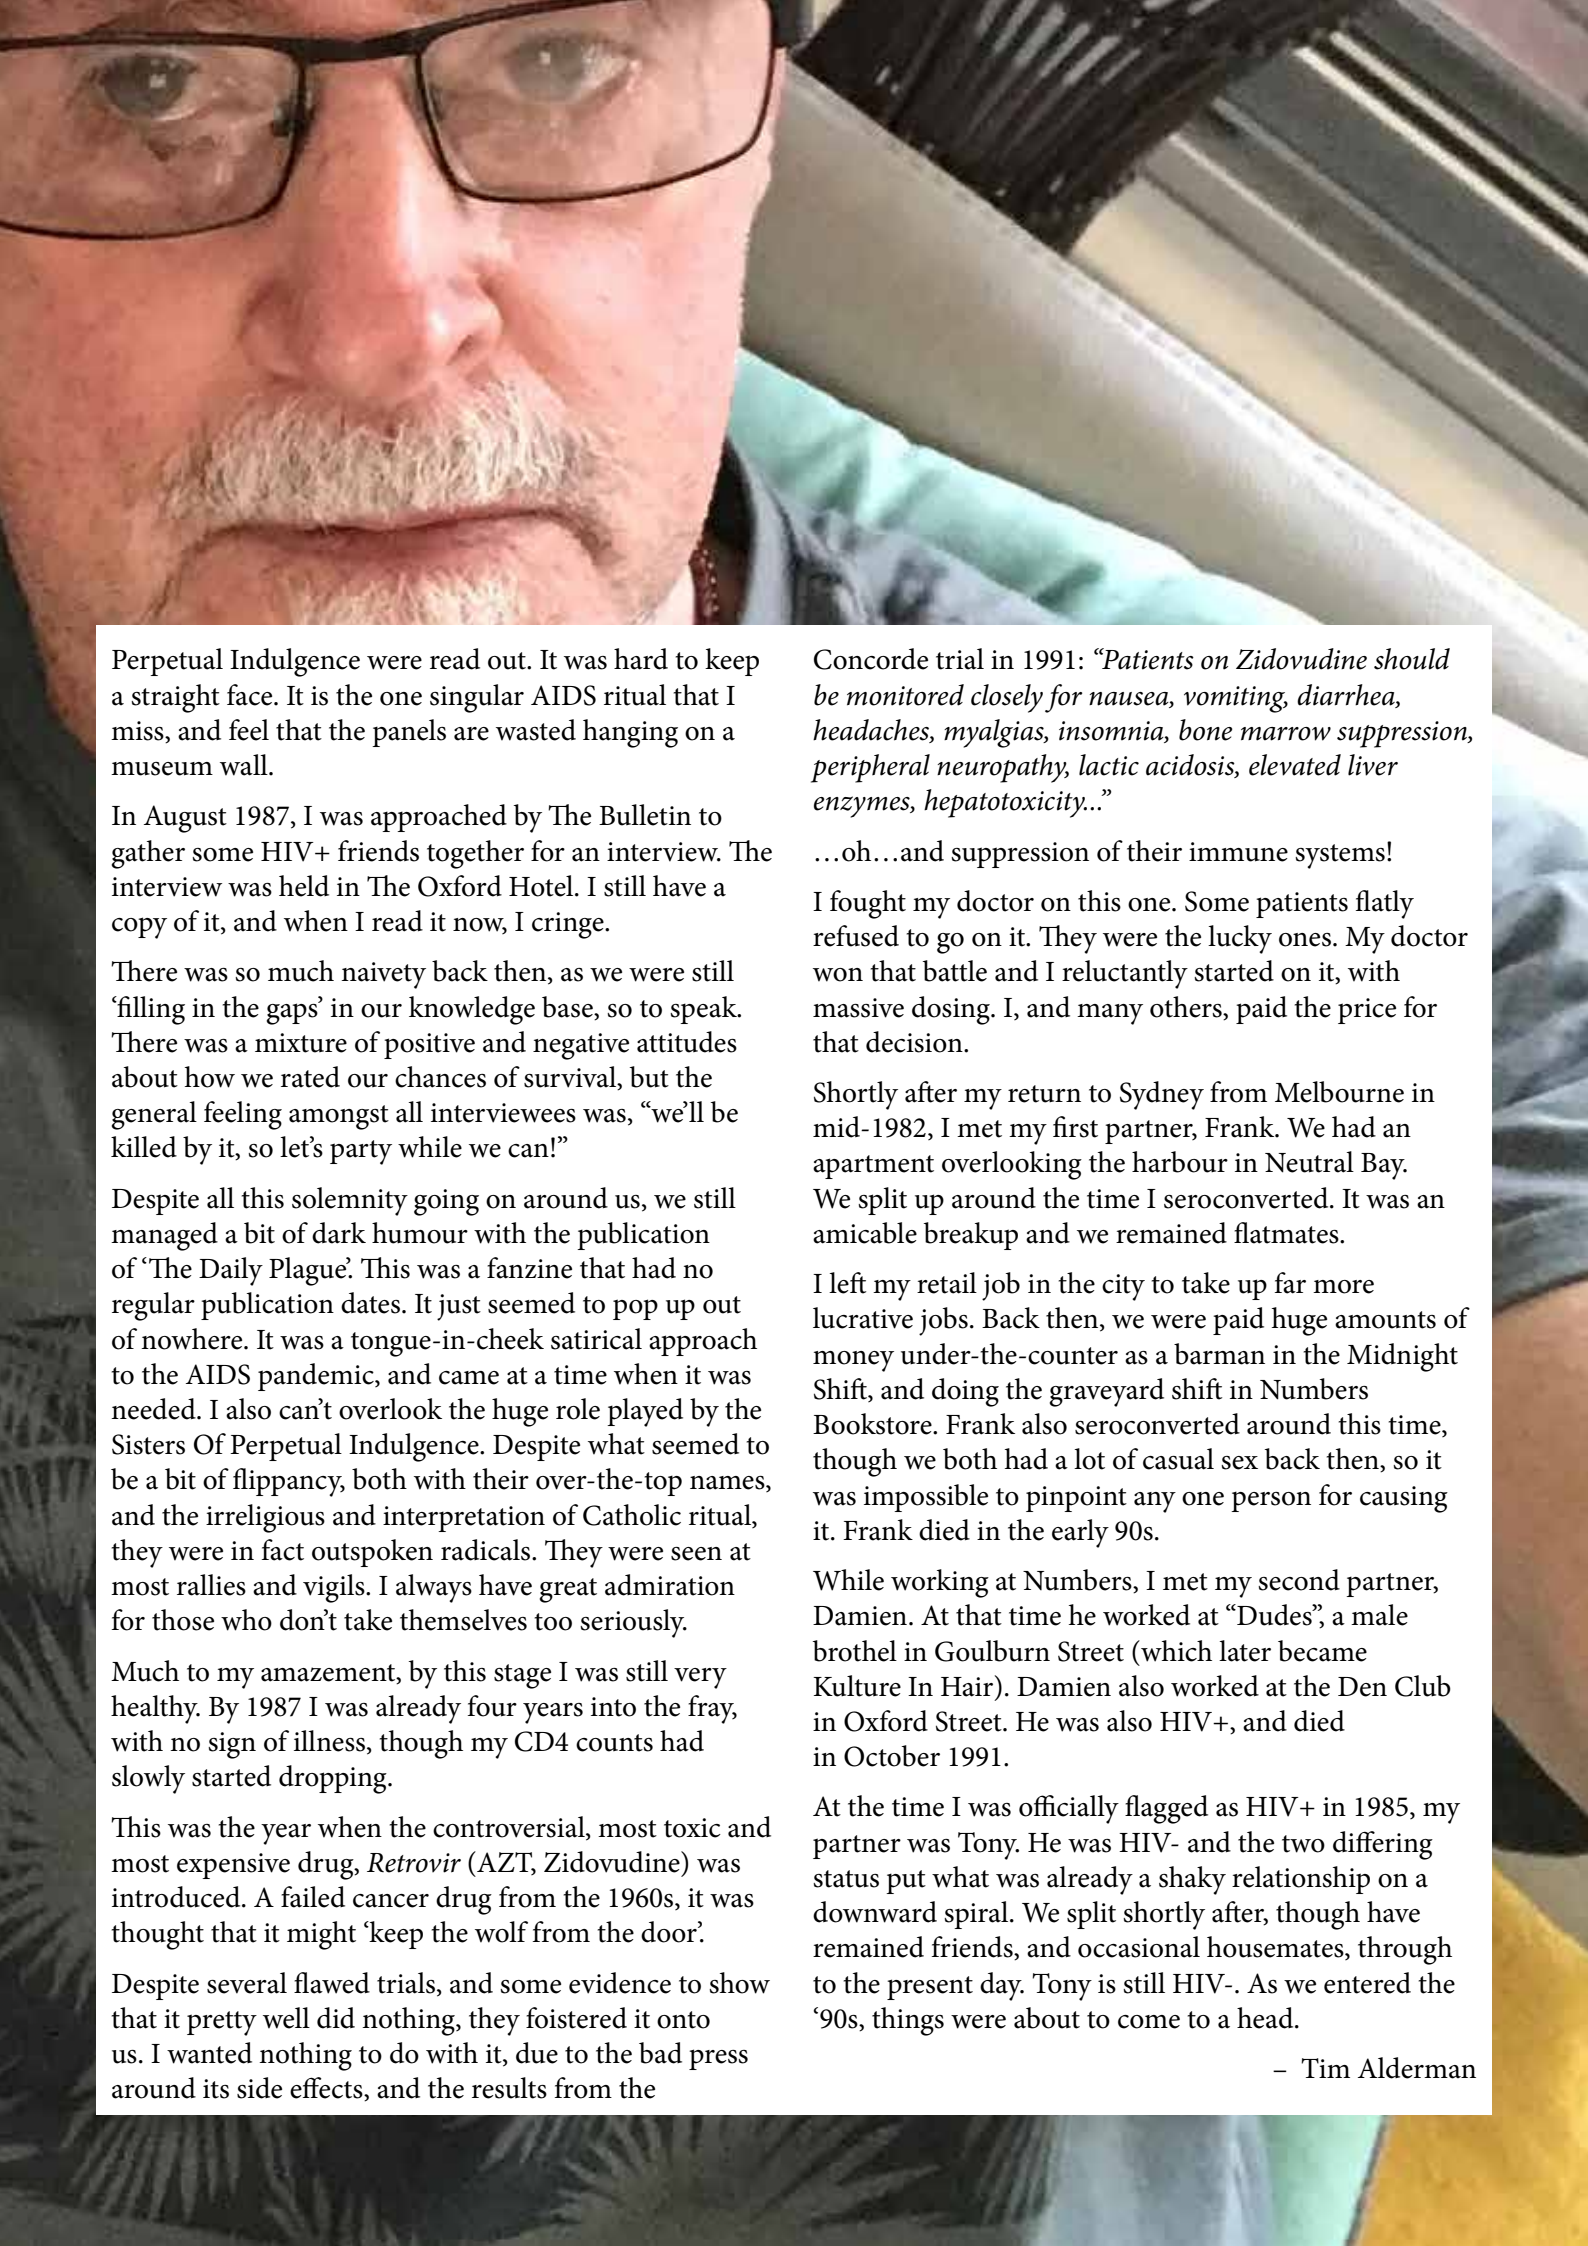 Perpetual Indulgence were read out. It was hard to keep
a straight face. It is the one singular AIDS ritual that I
miss, and feel that the panels are wasted hanging on a
museum wall.
In August 1987, I was approached by The Bulletin to
gather some HIV+ friends together for an interview. The
interview was held in The Oxford Hotel. I still have a
copy of it, and when I read it now, I cringe.
There was so much naivety back then, as we were still
‘filling in the gaps’ in our knowledge base, so to speak.
There was a mixture of positive and negative attitudes
about how we rated our chances of survival, but the
general feeling amongst all interviewees was, “we’ll be
killed by it, so let’s party while we can!”
Despite all this solemnity going on around us, we still
managed a bit of dark humour with the publication
of ‘The Daily Plague’. This was a fanzine that had no
regular publication dates. It just seemed to pop up out
of nowhere. It was a tongue-in-cheek satirical approach
to the AIDS pandemic, and came at a time when it was
needed. I also can’t overlook the huge role played by the
Sisters Of Perpetual Indulgence. Despite what seemed to
be a bit of flippancy, both with their over-the-top names,
and the irreligious and interpretation of Catholic ritual,
they were in fact outspoken radicals. They were seen at
most rallies and vigils. I always have great admiration
for those who don’t take themselves too seriously.
Much to my amazement, by this stage I was still very
healthy. By 1987 I was already four years into the fray,
with no sign of illness, though my CD4 counts had
slowly started dropping.
This was the year when the controversial, most toxic and
most expensive drug, Retrovir (AZT, Zidovudine) was
introduced. A failed cancer drug from the 1960s, it was
thought that it might ‘keep the wolf from the door’.
Despite several flawed trials, and some evidence to show
that it pretty well did nothing, they foistered it onto
us. I wanted nothing to do with it, due to the bad press
around its side effects, and the results from the
Concorde trial in 1991: “Patients on Zidovudine should
be monitored closely for nausea, vomiting, diarrhea,
headaches, myalgias, insomnia, bone marrow suppression,
peripheral neuropathy, lactic acidosis, elevated liver
enzymes, hepatotoxicity...”
…oh…and suppression of their immune systems!
I fought my doctor on this one. Some patients flatly
refused to go on it. They were the lucky ones. My doctor
won that battle and I reluctantly started on it, with
massive dosing. I, and many others, paid the price for
that decision.
Shortly after my return to Sydney from Melbourne in
mid-1982, I met my first partner, Frank. We had an
apartment overlooking the harbour in Neutral Bay.
We split up around the time I seroconverted. It was an
amicable breakup and we remained flatmates.
I left my retail job in the city to take up far more
lucrative jobs. Back then, we were paid huge amounts of
money under-the-counter as a barman in the Midnight
Shift, and doing the graveyard shift in Numbers
Bookstore. Frank also seroconverted around this time,
though we both had a lot of casual sex back then, so it
was impossible to pinpoint any one person for causing
it. Frank died in the early 90s.
While working at Numbers, I met my second partner,
Damien. At that time he worked at “Dudes”, a male
brothel in Goulburn Street (which later became
Kulture In Hair). Damien also worked at the Den Club
in Oxford Street. He was also HIV+, and died
in October 1991.
At the time I was officially flagged as HIV+ in 1985, my
partner was Tony. He was HIV- and the two differing
status put what was already a shaky relationship on a
downward spiral. We split shortly after, though have
remained friends, and occasional housemates, through
to the present day. Tony is still HIV-. As we entered the
‘90s, things were about to come to a head.
– Tim Alderman